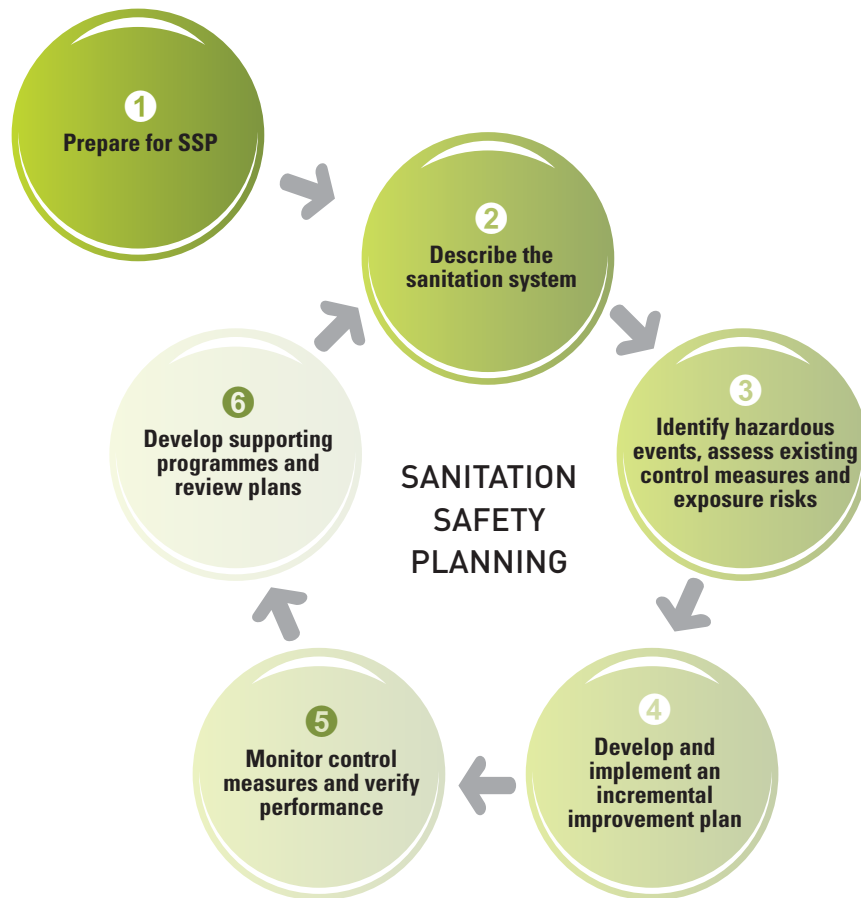 1
Prepare for SSP
2
Describe the
sanitation system
3
Identify hazardous
events, assess existing
control measures and
exposure risks
4
Develop and
implement an
incremental
improvement plan
5
Monitor control
measures and verify
performance
6
Develop supporting
programmes and
review plans
SANITATION
SAFETY
PLANNING